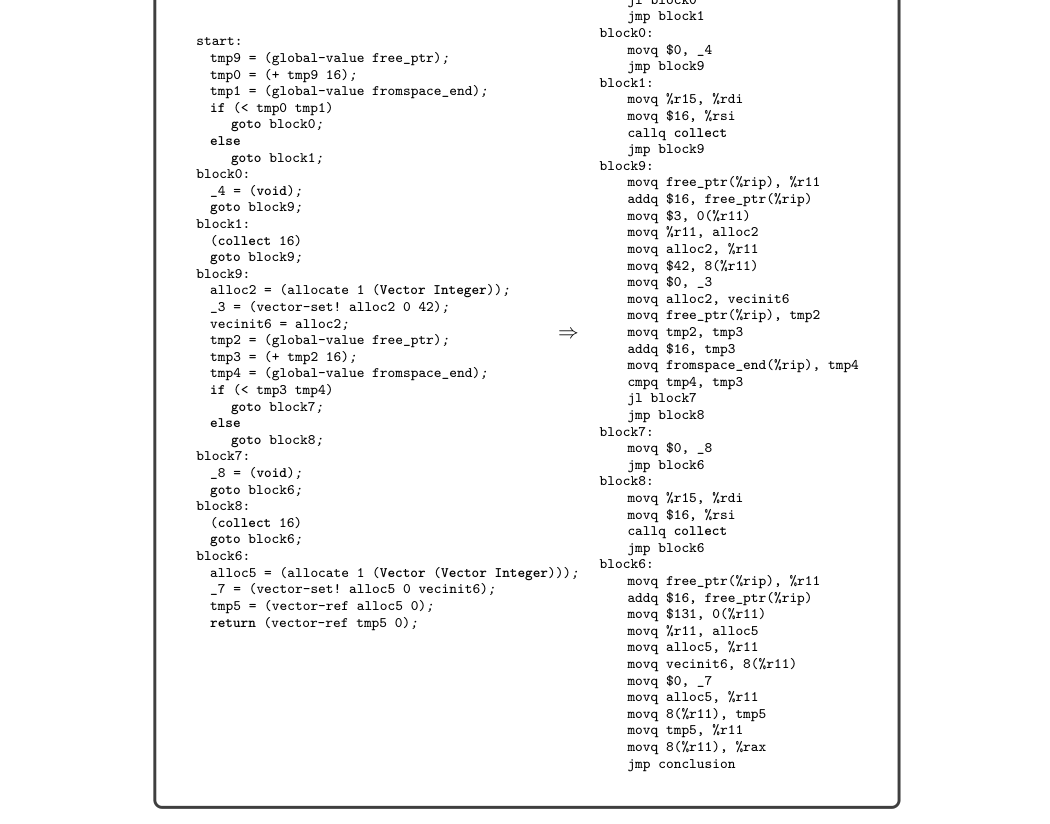 start:
tmp9 = (global-value free_ptr);
tmp0 = (+ tmp9 16);
tmp1 = (global-value fromspace_end);
if (< tmp0 tmp1)
goto block0;
else
goto block1;
block0:
_4 = (void);
goto block9;
block1:
(collect 16)
goto block9;
block9:
alloc2 = (allocate 1 (Vector Integer));
_3 = (vector-set! alloc2 0 42);
vecinit6 = alloc2;
tmp2 = (global-value free_ptr);
tmp3 = (+ tmp2 16);
tmp4 = (global-value fromspace_end);
if (< tmp3 tmp4)
goto block7;
else
goto block8;
block7:
_8 = (void);
goto block6;
block8:
(collect 16)
goto block6;
block6:
alloc5 = (allocate 1 (Vector (Vector Integer)));
_7 = (vector-set! alloc5 0 vecinit6);
tmp5 = (vector-ref alloc5 0);
return (vector-ref tmp5 0);
⇒
jl block0
jmp block1
block0:
movq $0, _4
jmp block9
block1:
movq %r15, %rdi
movq $16, %rsi
callq collect
jmp block9
block9:
movq free_ptr(%rip), %r11
addq $16, free_ptr(%rip)
movq $3, 0(%r11)
movq %r11, alloc2
movq alloc2, %r11
movq $42, 8(%r11)
movq $0, _3
movq alloc2, vecinit6
movq free_ptr(%rip), tmp2
movq tmp2, tmp3
addq $16, tmp3
movq fromspace_end(%rip), tmp4
cmpq tmp4, tmp3
jl block7
jmp block8
block7:
movq $0, _8
jmp block6
block8:
movq %r15, %rdi
movq $16, %rsi
callq collect
jmp block6
block6:
movq free_ptr(%rip), %r11
addq $16, free_ptr(%rip)
movq $131, 0(%r11)
movq %r11, alloc5
movq alloc5, %r11
movq vecinit6, 8(%r11)
movq $0, _7
movq alloc5, %r11
movq 8(%r11), tmp5
movq tmp5, %r11
movq 8(%r11), %rax
jmp conclusion